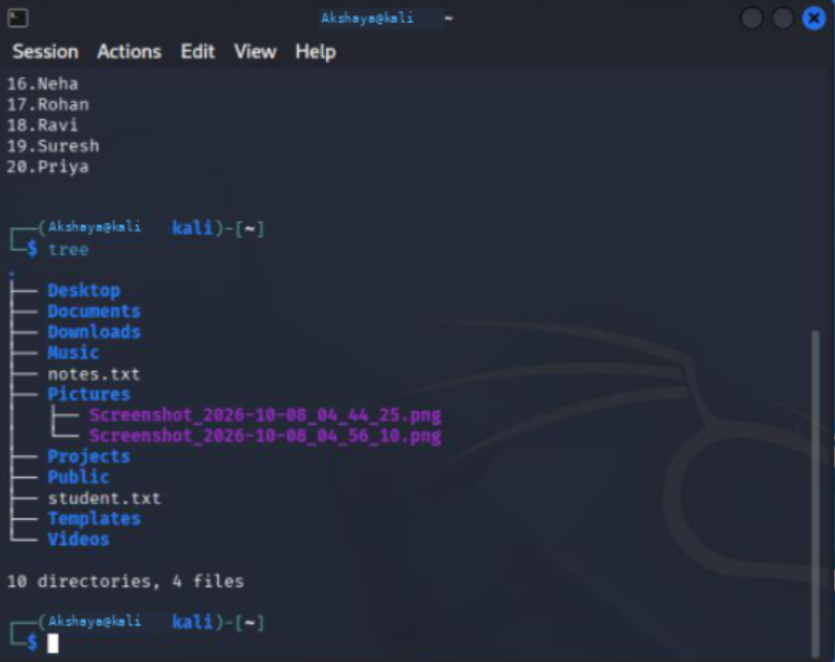 Akshaya@kali ~
Session Actions Edit View Help
16.Neha
17.Rohan
18.Ravi
19.Suresh
20.Priya
┌──(Akshaya@kali kali)-[~]
└─$ tree
.
├── Desktop
├── Documents
├── Downloads
├── Music
├── notes.txt
├── Pictures
│   ├── Screenshot_2026-10-08_04_44_25.png
│   └── Screenshot_2026-10-08_04_56_10.png
├── Projects
├── Public
├── student.txt
├── Templates
└── Videos
10 directories, 4 files
┌──(Akshaya@kali kali)-[~]
└─$